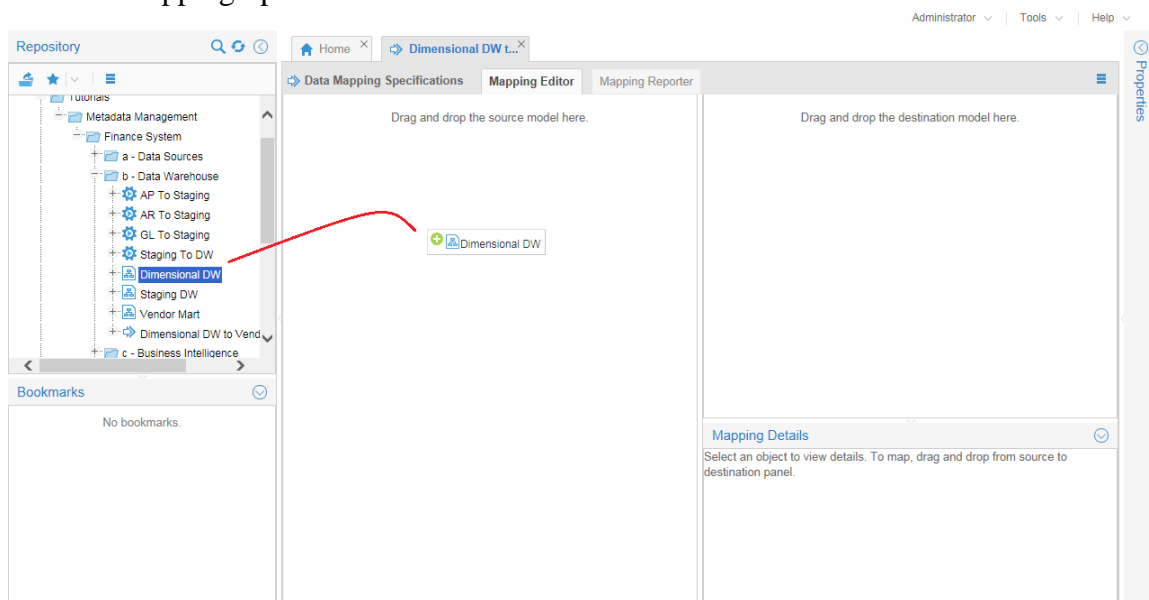 Administrator Tools Help
Repository
Home Dimensional DW t...
Properties
Data Mapping Specifications Mapping Editor Mapping Reporter
Tutorials
Metadata Management
Finance System
a - Data Sources
b - Data Warehouse
AP To Staging
AR To Staging
GL To Staging
Staging To DW
Dimensional DW
Staging DW
Vendor Mart
Dimensional DW to Vend
c - Business Intelligence
Bookmarks
No bookmarks.
Drag and drop the source model here.
Dimensional DW
Drag and drop the destination model here.
Mapping Details
Select an object to view details. To map, drag and drop from source to
destination panel.